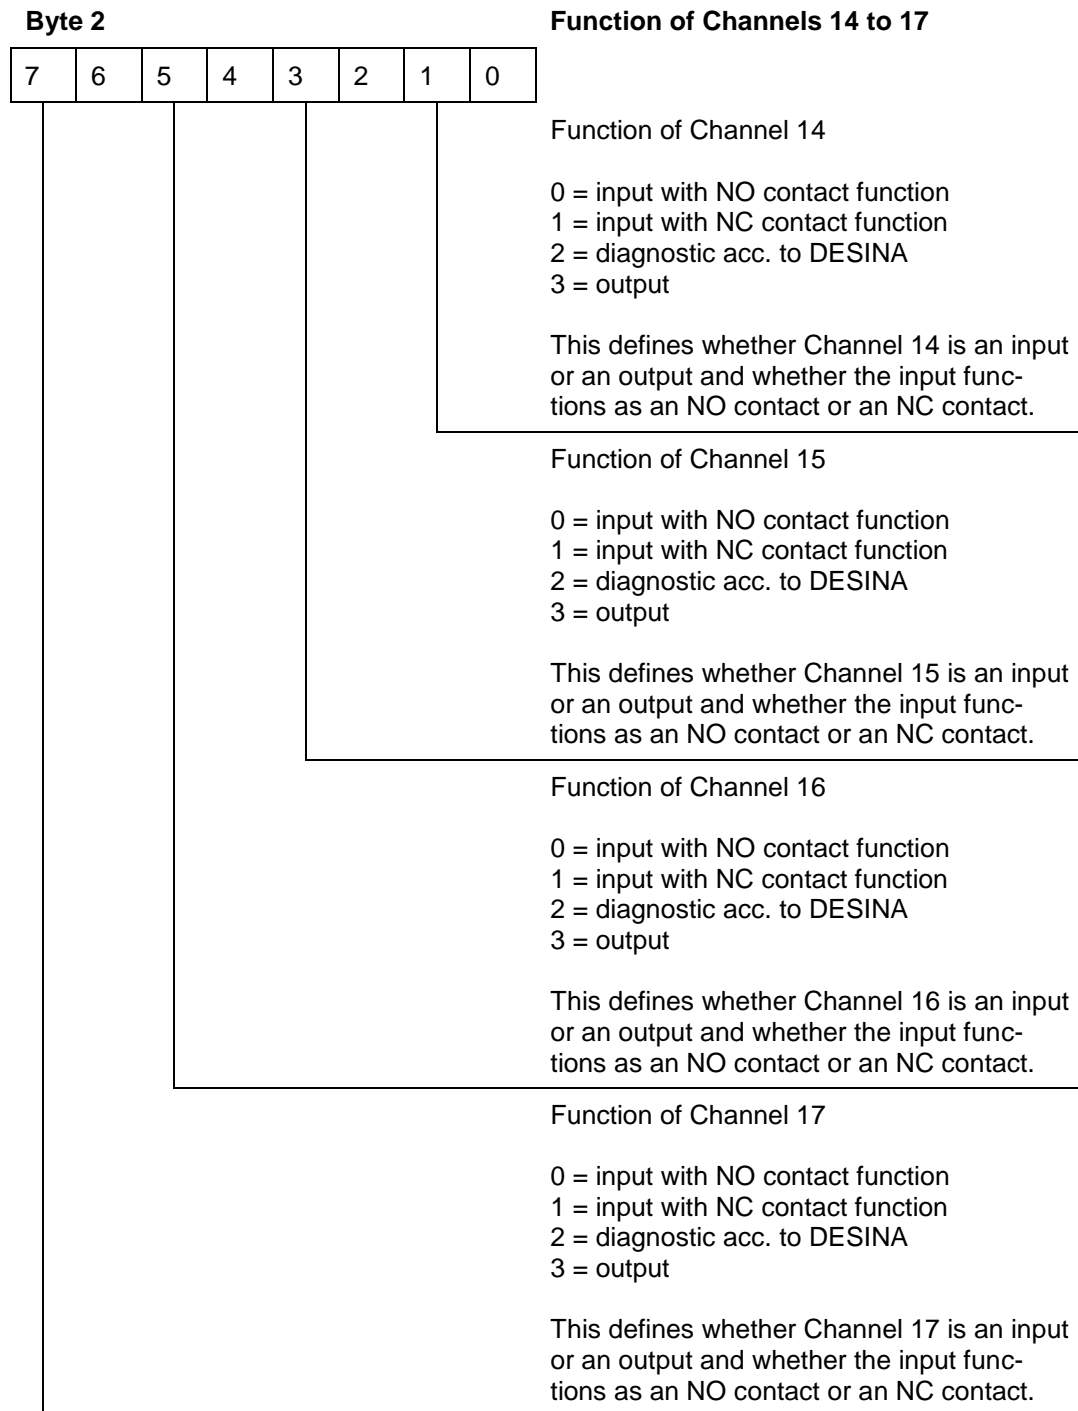 Byte 2 Function of Channels 14 to 17
7 6 5 4 3 2 1 0
Function of Channel 14
0 = input with NO contact function
1 = input with NC contact function
2 = diagnostic acc. to DESINA
3 = output
This defines whether Channel 14 is an input
or an output and whether the input func-
tions as an NO contact or an NC contact.
Function of Channel 15
0 = input with NO contact function
1 = input with NC contact function
2 = diagnostic acc. to DESINA
3 = output
This defines whether Channel 15 is an input
or an output and whether the input func-
tions as an NO contact or an NC contact.
Function of Channel 16
0 = input with NO contact function
1 = input with NC contact function
2 = diagnostic acc. to DESINA
3 = output
This defines whether Channel 16 is an input
or an output and whether the input func-
tions as an NO contact or an NC contact.
Function of Channel 17
0 = input with NO contact function
1 = input with NC contact function
2 = diagnostic acc. to DESINA
3 = output
This defines whether Channel 17 is an input
or an output and whether the input func-
tions as an NO contact or an NC contact.